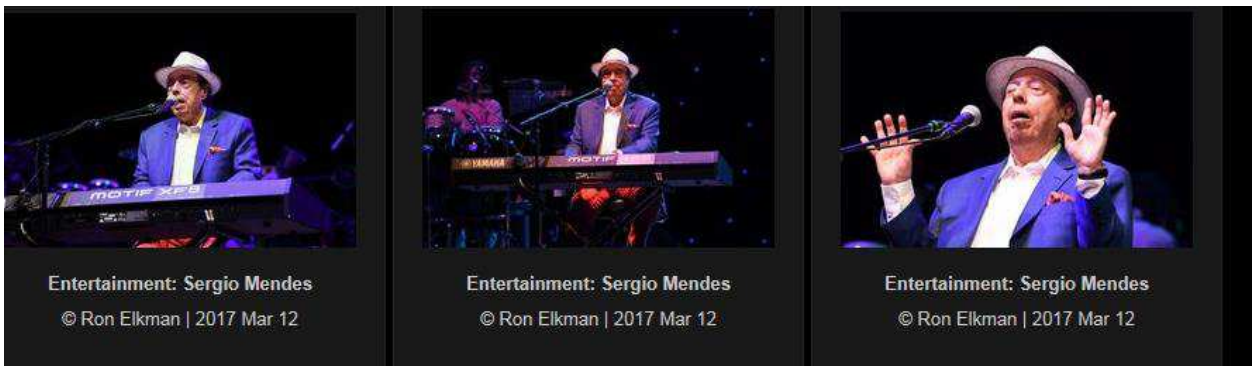 MOTIF XF8
YAMAHA
MOTIF
Entertainment: Sergio Mendes
Entertainment: Sergio Mendes
Entertainment: Sergio Mendes
© Ron Elkman | 2017 Mar 12
© Ron Elkman | 2017 Mar 12
© Ron Elkman | 2017 Mar 12